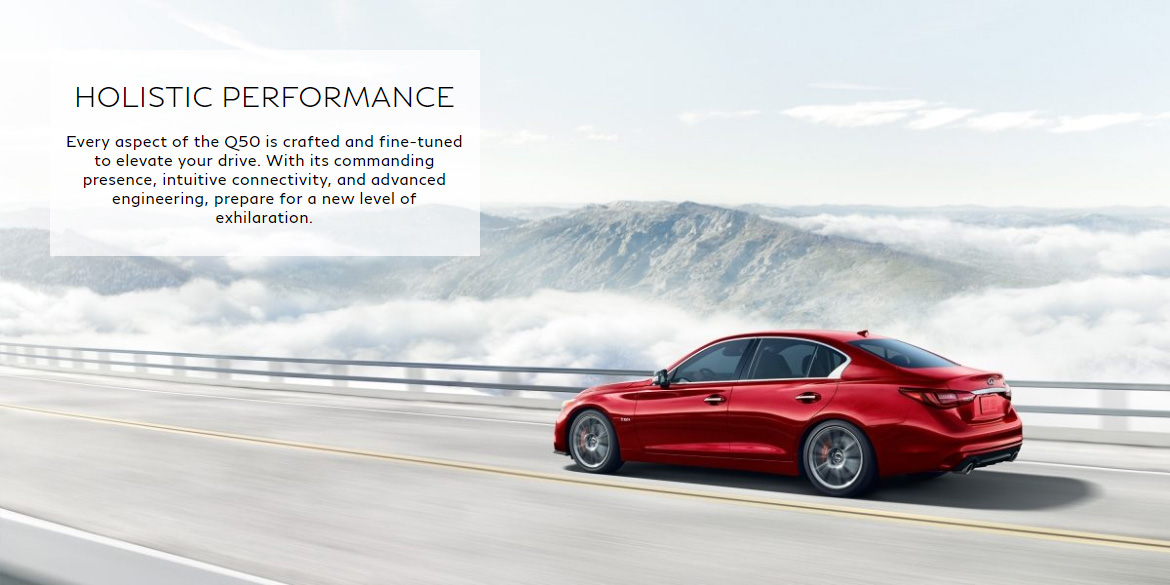 HOLISTIC PERFORMANCE
Every aspect of the Q50 is crafted and fine-tuned
to elevate your drive. With its commanding
presence, intuitive connectivity, and advanced
engineering, prepare for a new level of
exhilaration.